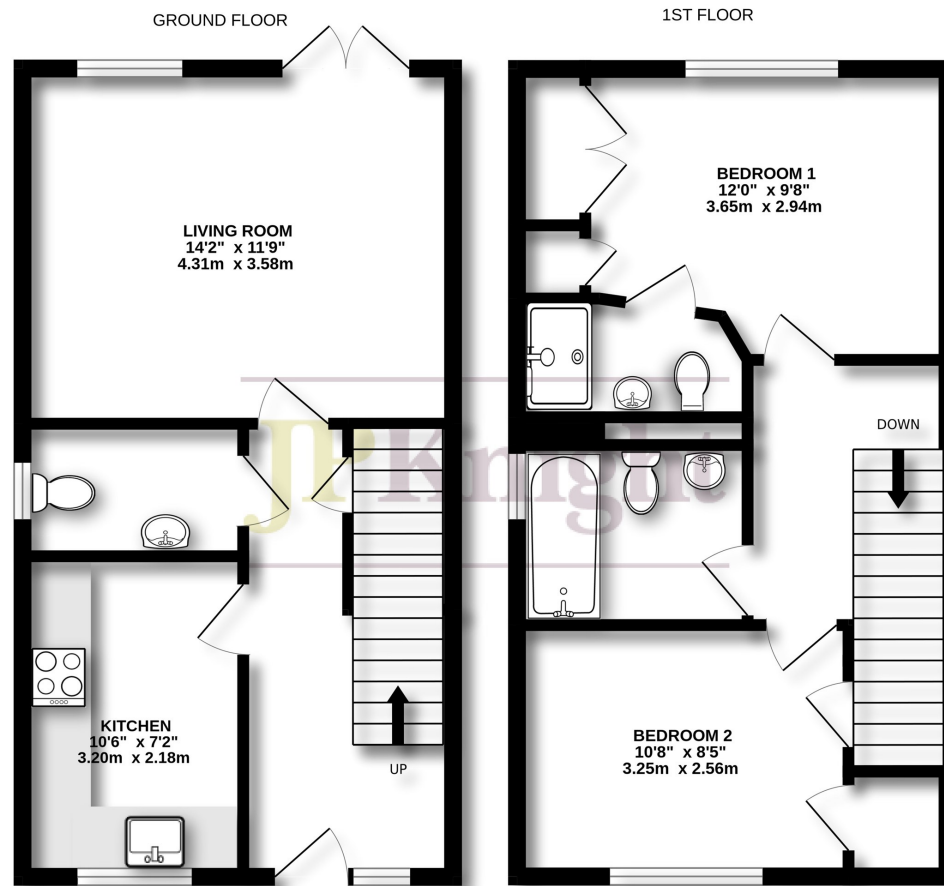 GROUND FLOOR
1ST FLOOR
LIVING ROOM
14'2" x 11'9"
4.31m x 3.58m
BEDROOM 1
12'0" x 9'8"
3.65m x 2.94m
JPKnight
DOWN
KITCHEN
10'6" x 7'2"
3.20m x 2.18m
UP
BEDROOM 2
10'8" x 8'5"
3.25m x 2.56m